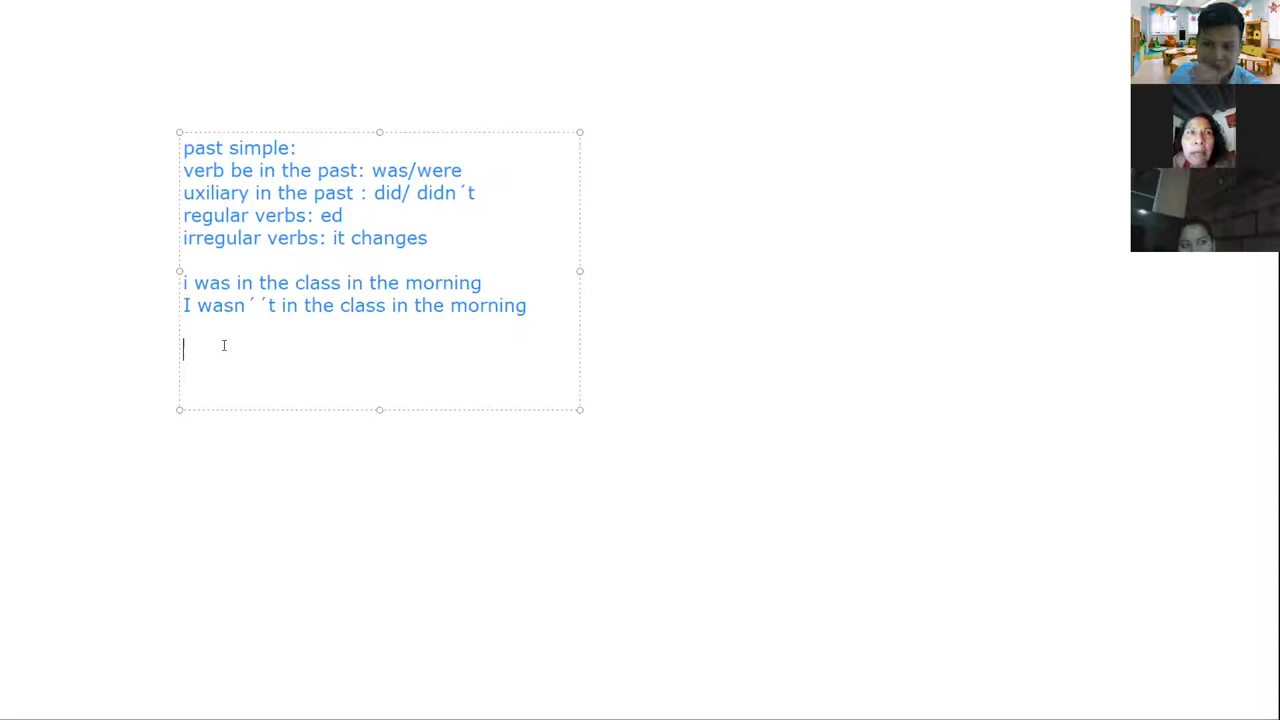 past simple:
verb be in the past: was/were
uxiliary in the past : did/ didn´t
regular verbs: ed
irregular verbs: it changes
i was in the class in the morning
I wasn´´t in the class in the morning